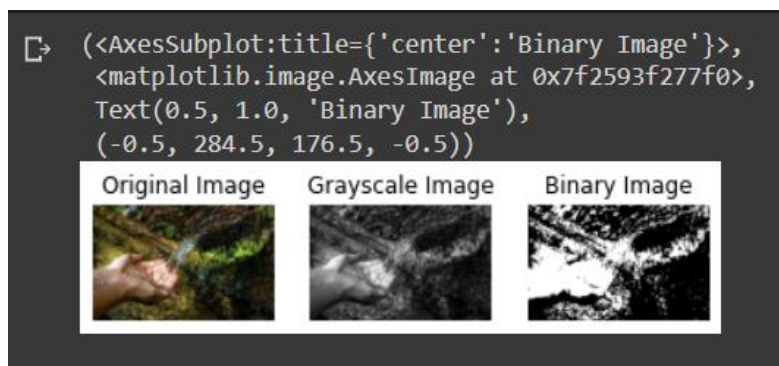 (<AxesSubplot:title={'center':'Binary Image'}>,
<matplotlib.image.AxesImage at 0x7f2593f277f0>,
Text(0.5, 1.0, 'Binary Image'),
(-0.5, 284.5, 176.5, -0.5))
Original Image Grayscale Image Binary Image